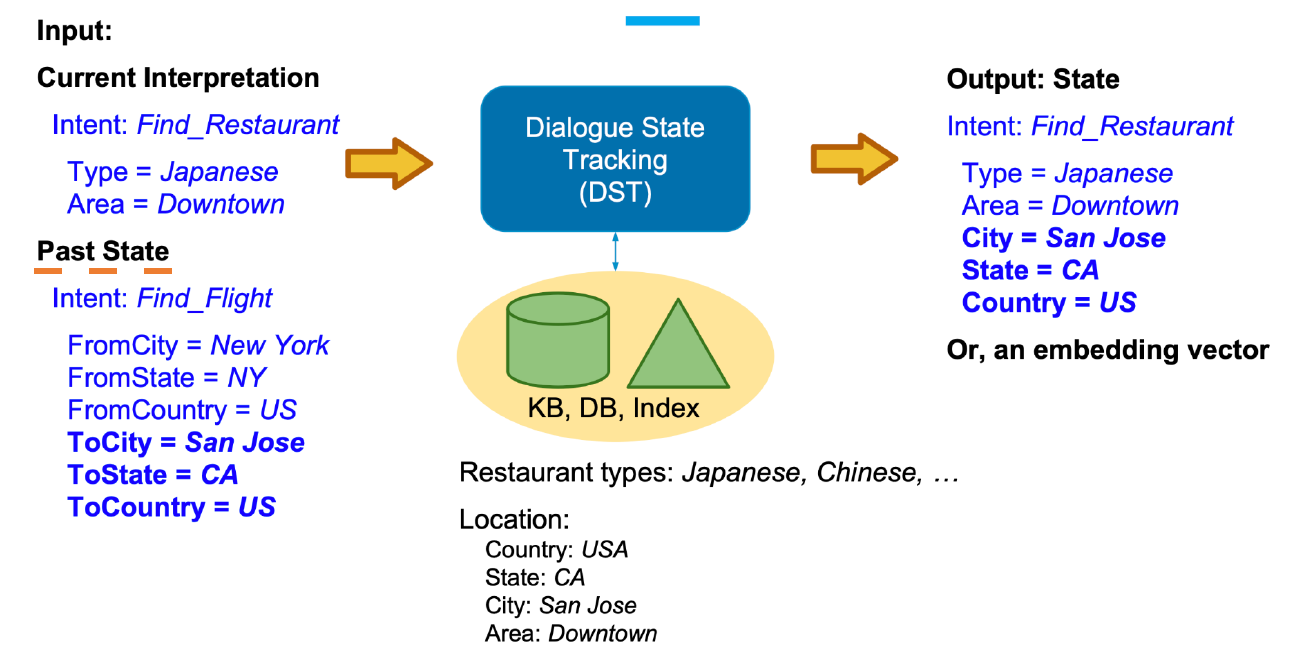 Input:
Current Interpretation
Intent: Find_Restaurant
Type = Japanese
Area = Downtown
Past State
Intent: Find_Flight
FromCity = New York
FromState = NY
FromCountry = US
ToCity = San Jose
ToState = CA
ToCountry = US
Dialogue State
Tracking
(DST)
KB, DB, Index
Restaurant types: Japanese, Chinese, …
Location:
Country: USA
State: CA
City: San Jose
Area: Downtown
Output: State
Intent: Find_Restaurant
Type = Japanese
Area = Downtown
City = San Jose
State = CA
Country = US
Or, an embedding vector